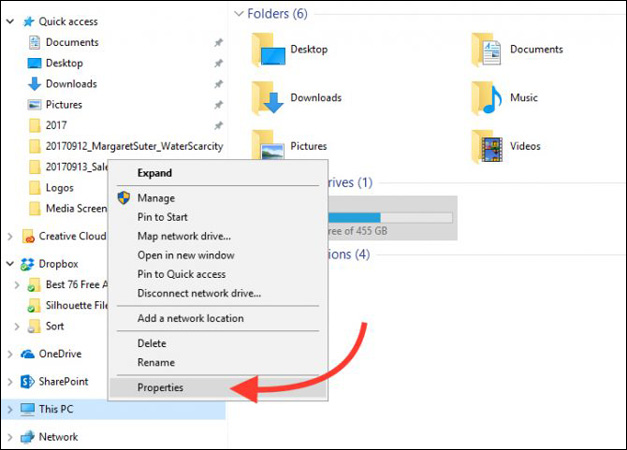 Quick access
Documents
Desktop
Downloads
Pictures
2017
20170912_MargaretSuter_WaterScarcity
20170913_Sale
Logos
Media Screen
Creative Cloud
Dropbox
Best 76 Free A
Silhouette File
Sort
OneDrive
SharePoint
This PC
Network
Expand
Manage
Pin to Start
Map network drive...
Open in new window
Pin to Quick access
Disconnect network drive...
Add a network location
Delete
Rename
Properties
Folders (6)
Desktop
Documents
Downloads
Music
Pictures
Videos
rives (1)
ree of 455 GB
ions (4)